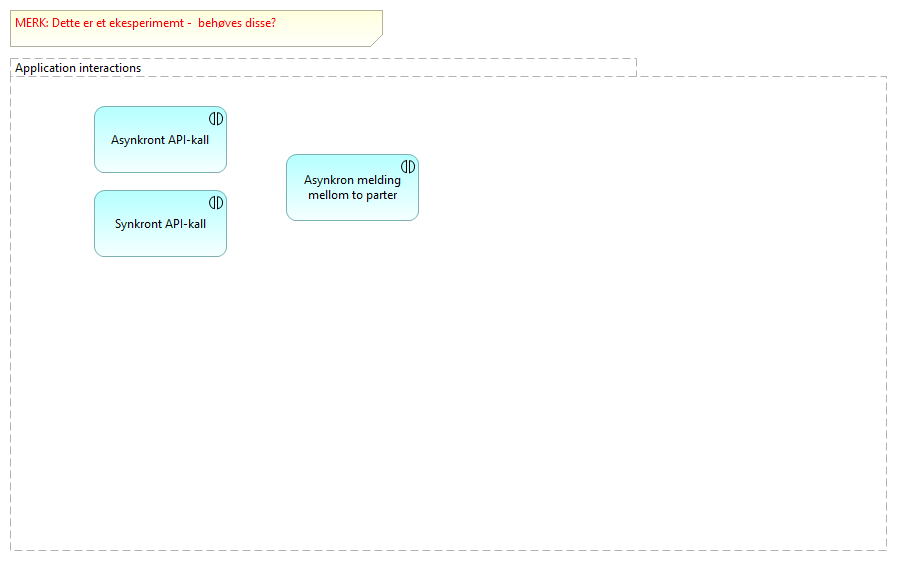 MERK: Dette er et ekesperimemt -  behøves disse?
Application interactions
Asynkront API-kall
Asynkron melding
mellom to parter
Synkront API-kall